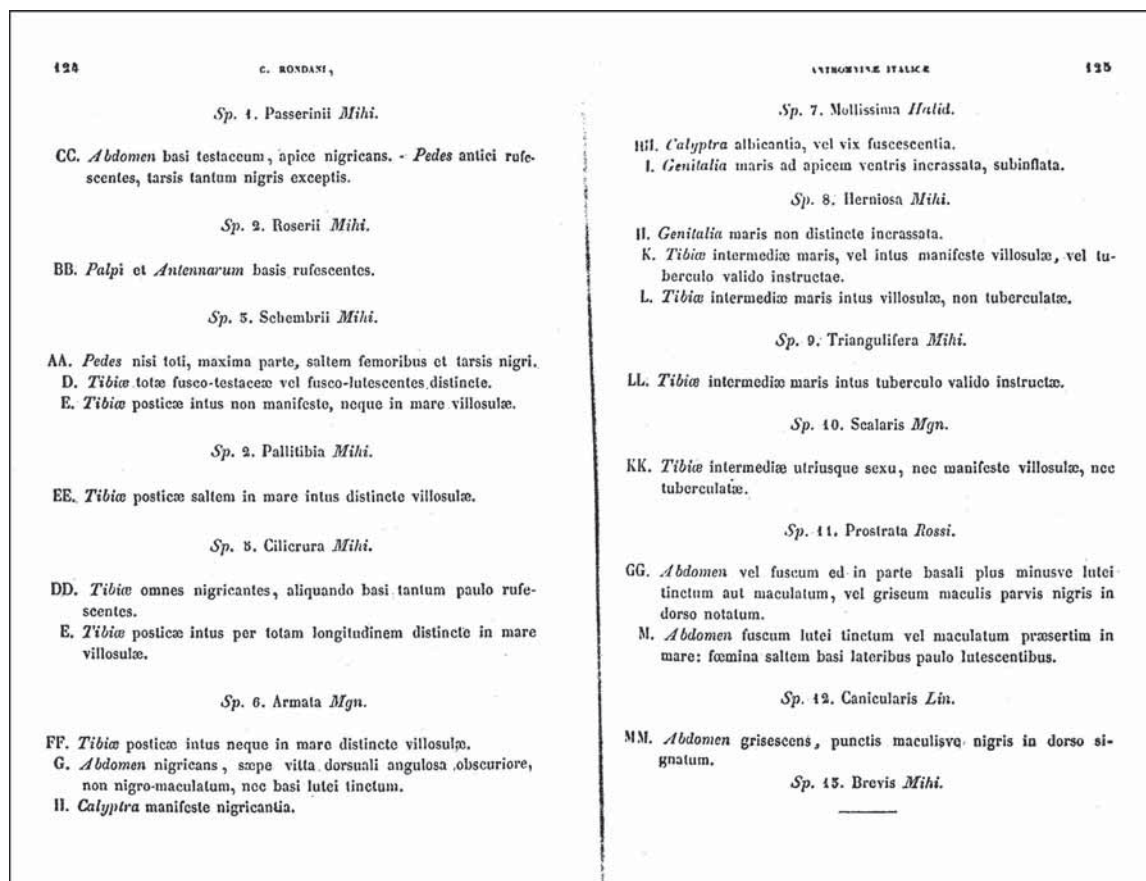 124
C. RONDANI,
Sp. 1. Passerinii Mihi.
CC. Abdomen basi testaceum, apice nigricans. - Pedes antici rufe-
scentes, tarsis tantum nigris exceptis.
Sp. 2. Roserii Mihi.
BB. Palpi et Antennarum basis rufescentes.
Sp. 3. Schembrii Mihi.
AA. Pedes nisi toti, maxima parte, saltem femoribus et tarsis nigri.
D. Tibiæ totæ fusco-testaceæ vel fusco-lutescentes distincte.
E. Tibiæ posticæ intus non manifeste, neque in mare villosulæ.
Sp. 2. Pallitibia Mihi.
EE. Tibiæ posticæ saltem in mare intus distincte villosulæ.
Sp. 5. Cilicrura Mihi.
DD. Tibiæ omnes nigricantes, aliquando basi tantum paulo rufe-
scentes.
E. Tibiæ posticæ intus per totam longitudinem distincte in mare
villosulæ.
Sp. 6. Armata Mgn.
FF. Tibiæ posticæ intus neque in mare distincte villosulæ.
G. Abdomen nigricans, sæpe vitta dorsuali angulosa obscuriore,
non nigro-maculatum, nec basi lutei tinctum.
H. Calyptra manifeste nigricantia.
ANTHOMYINÆ ITALICÆ
125
Sp. 7. Mollissima Halid.
HH. Calyptra albicantia, vel vix fuscescentia.
I. Genitalia maris ad apicem ventris incrassata, subinflata.
Sp. 8. Herniosa Mihi.
II. Genitalia maris non distincte incrassata.
K. Tibiæ intermediæ maris, vel intus manifeste villosulæ, vel tu-
berculo valido instructae.
L. Tibiæ intermediæ maris intus villosulæ, non tuberculatæ.
Sp. 9. Triangulifera Mihi.
LL. Tibiæ intermediæ maris intus tuberculo valido instructæ.
Sp. 10. Scalaris Mgn.
KK. Tibiæ intermediæ utriusque sexu, nec manifeste villosulæ, nec
tuberculatæ.
Sp. 11. Prostrata Rossi.
GG. Abdomen vel fuscum ed in parte basali plus minusve lutei
tinctum aut maculatum, vel griseum maculis parvis nigris in
dorso notatum.
M. Abdomen fuscum lutei tinctum vel maculatum præsertim in
mare: fœmina saltem basi lateribus paulo lutescentibus.
Sp. 12. Canicularis Lin.
MM. Abdomen grisescens, punctis maculisvq nigris in dorso si-
gnatum.
Sp. 13. Brevis Mihi.